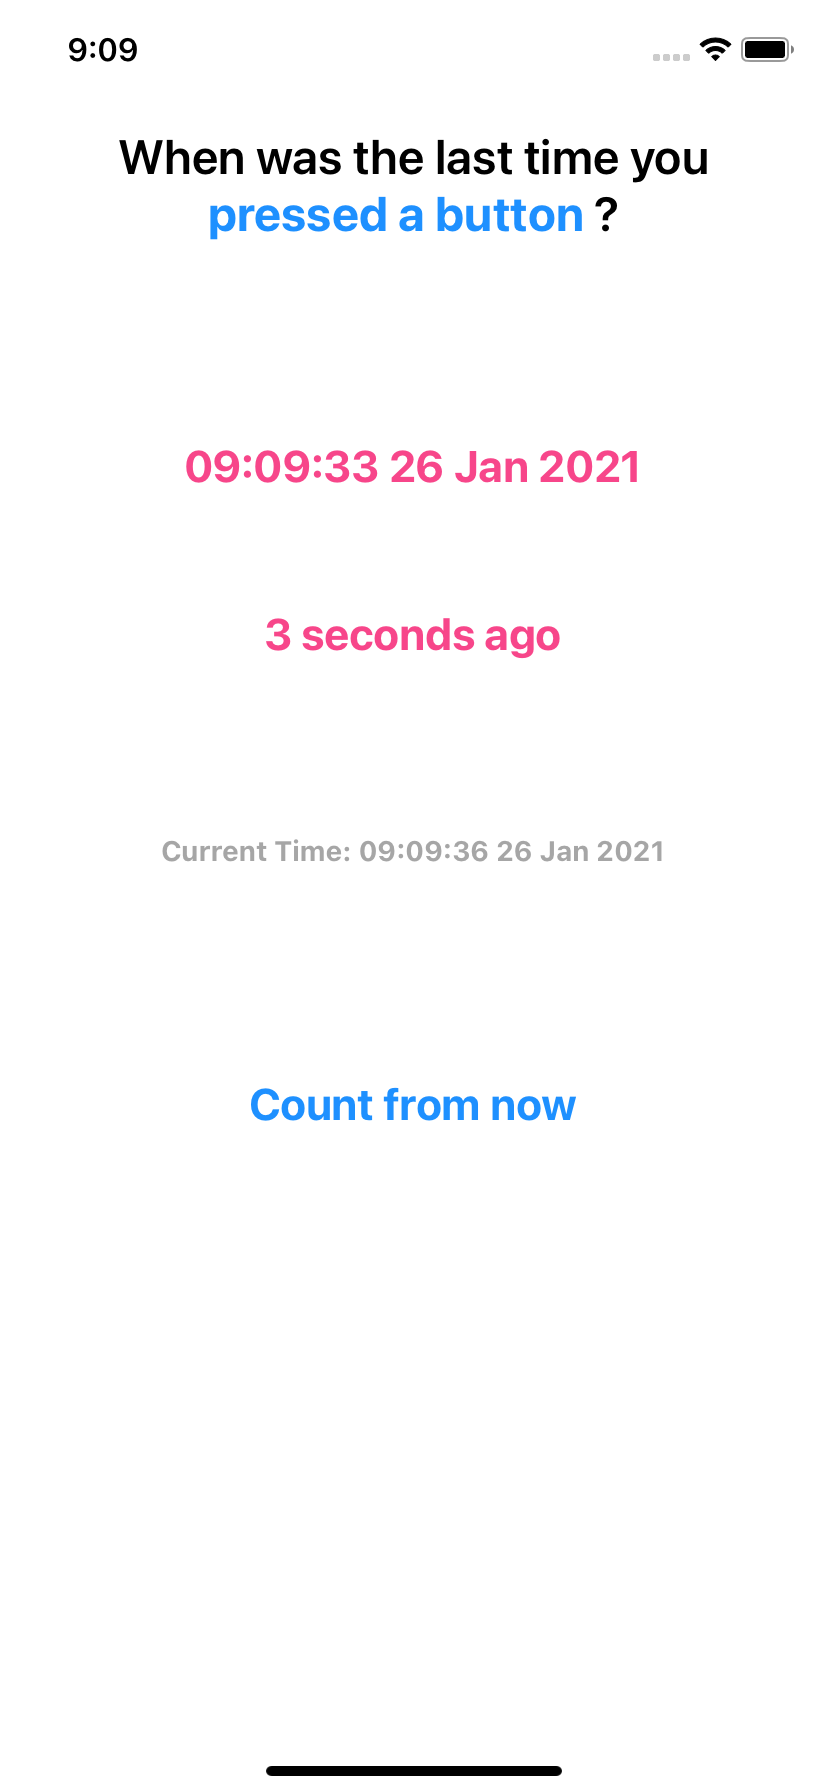 9:09
When was the last time you
pressed a button ?
09:09:33 26 Jan 2021
3 seconds ago
Current Time: 09:09:36 26 Jan 2021
Count from now